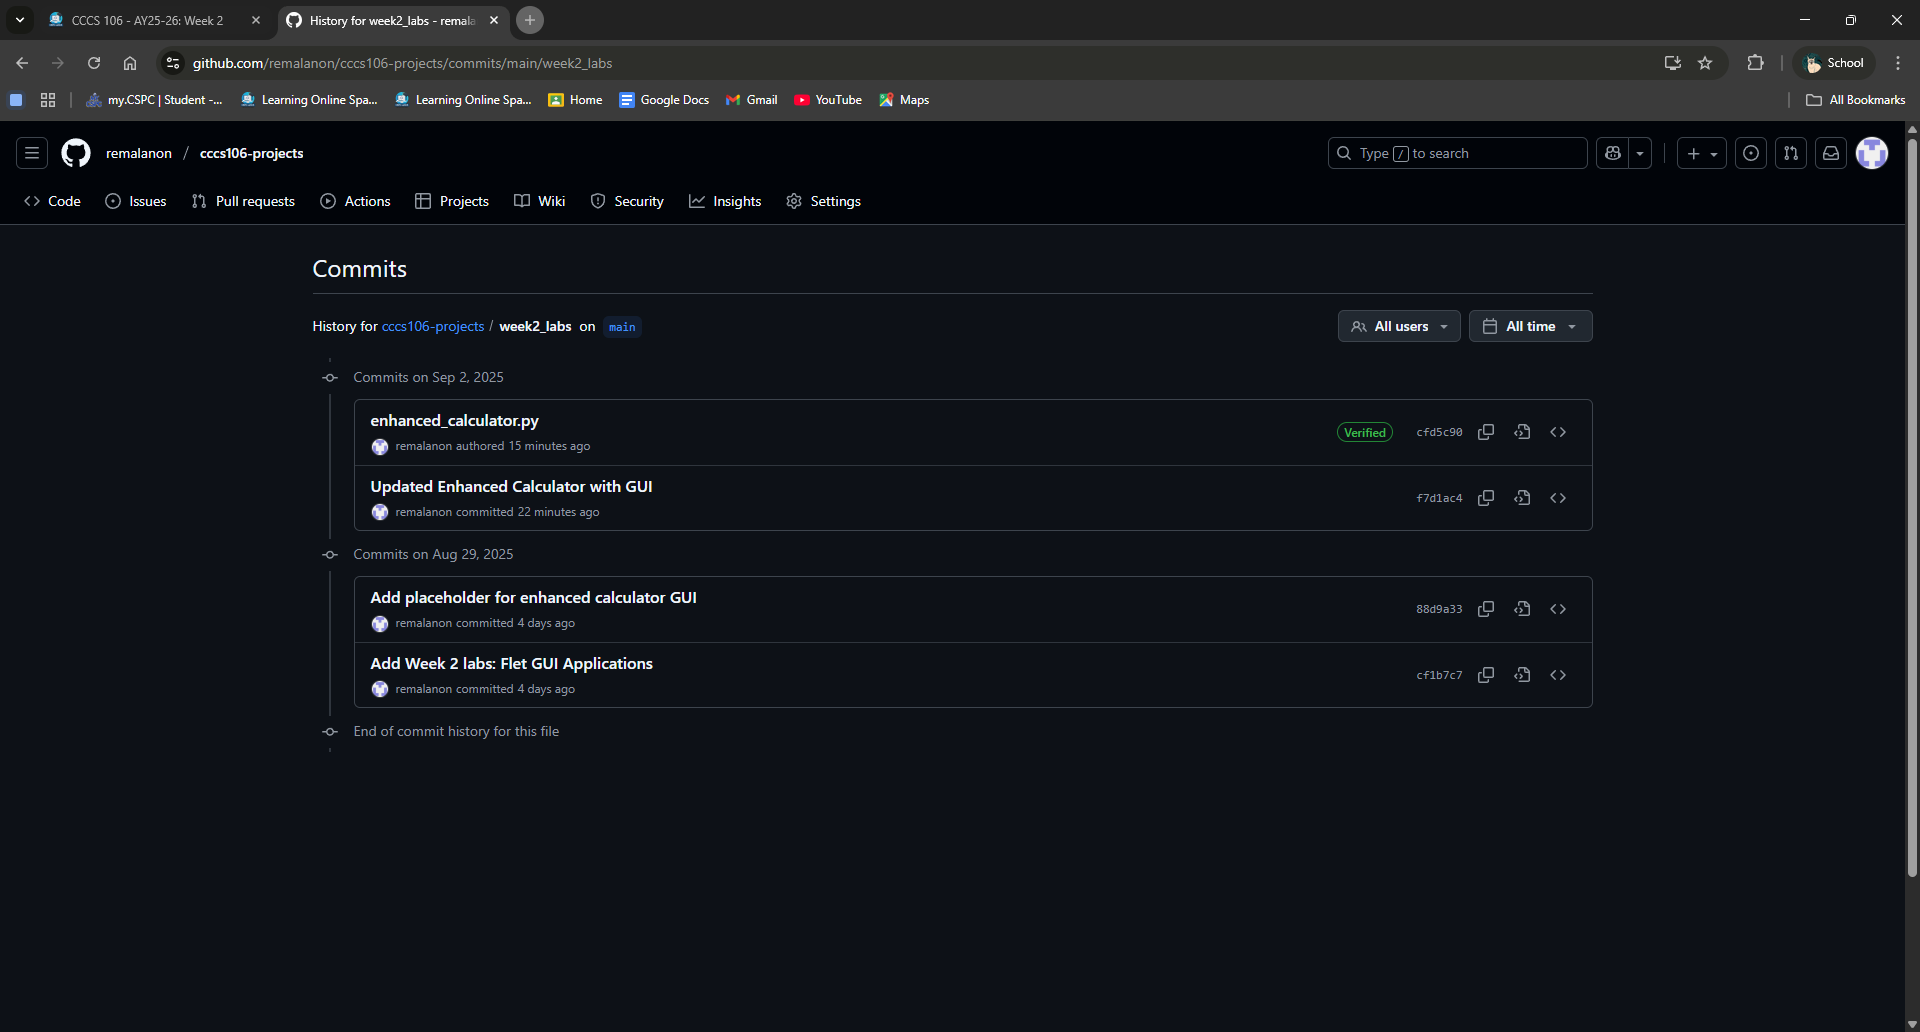 CCCS 106 - AY25-26: Week 2
History for week2_labs - remala
github.com/remalanon/cccs106-projects/commits/main/week2_labs
School
my.CSPC | Student -...
Learning Online Spa...
Learning Online Spa...
Home
Google Docs
Gmail
YouTube
Maps
All Bookmarks
remalanon / cccs106-projects
Type / to search
Code
Issues
Pull requests
Actions
Projects
Wiki
Security
Insights
Settings
Commits
History for cccs106-projects / week2_labs on main
All users
All time
Commits on Sep 2, 2025
enhanced_calculator.py
remalanon authored 15 minutes ago
Verified
cfd5c90
Updated Enhanced Calculator with GUI
remalanon committed 22 minutes ago
f7d1ac4
Commits on Aug 29, 2025
Add placeholder for enhanced calculator GUI
remalanon committed 4 days ago
88d9a33
Add Week 2 labs: Flet GUI Applications
remalanon committed 4 days ago
cf1b7c7
End of commit history for this file